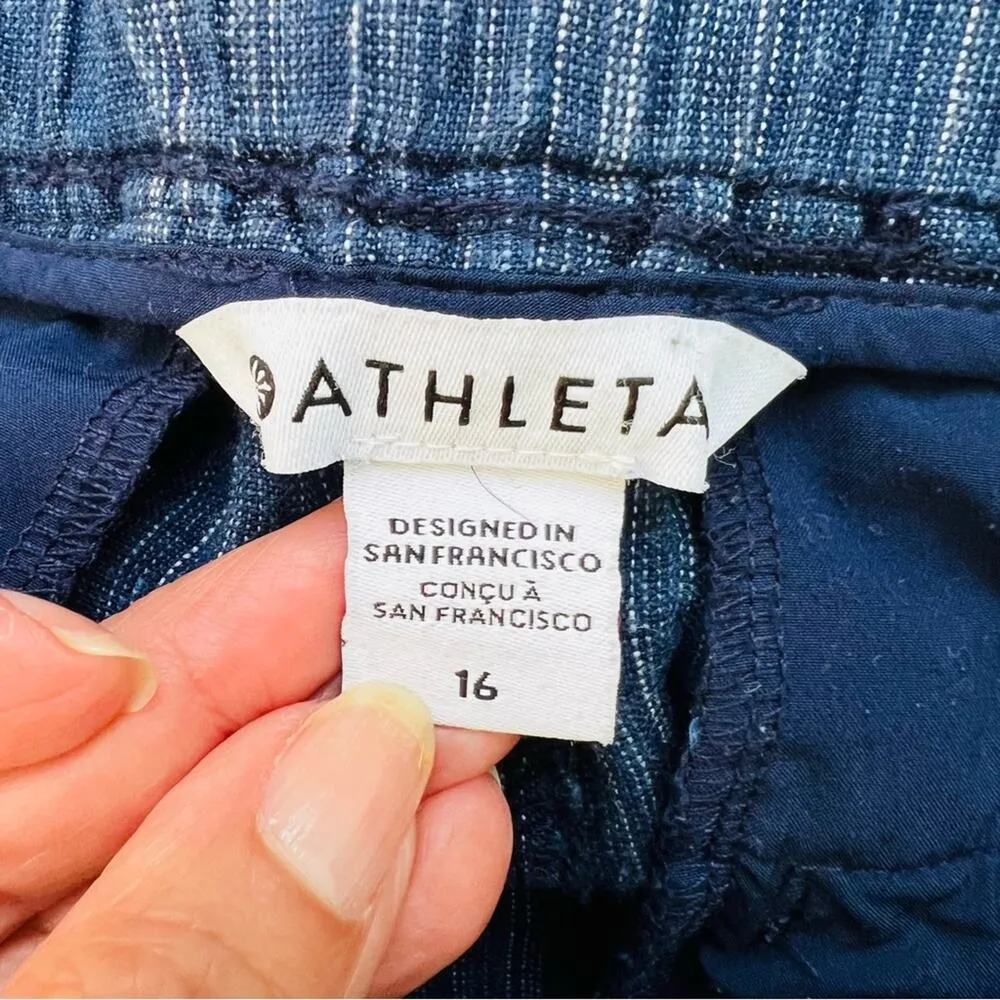 ATHLETA
DESIGNED IN
SAN FRANCISCO
CONÇU À
SAN FRANCISCO
16